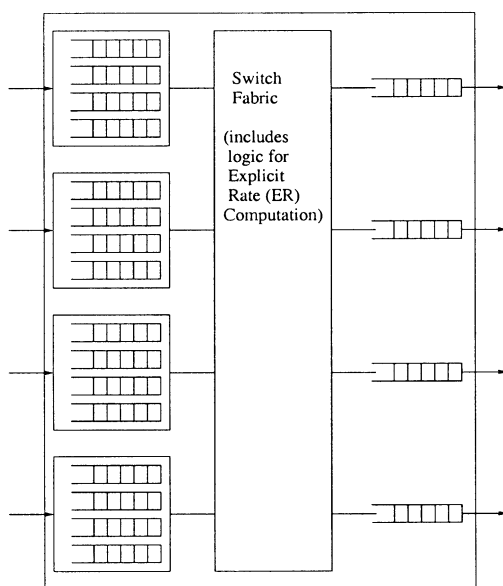 Switch
Fabric
(includes
logic for
Explicit
Rate (ER)
Computation)